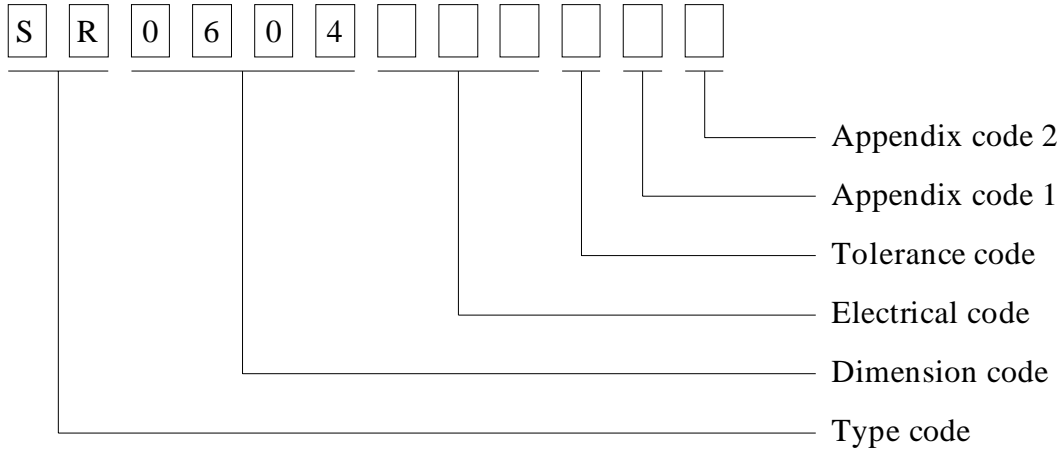 S R 0 6 0 4
Appendix code 2
Appendix code 1
Tolerance code
Electrical code
Dimension code
Type code